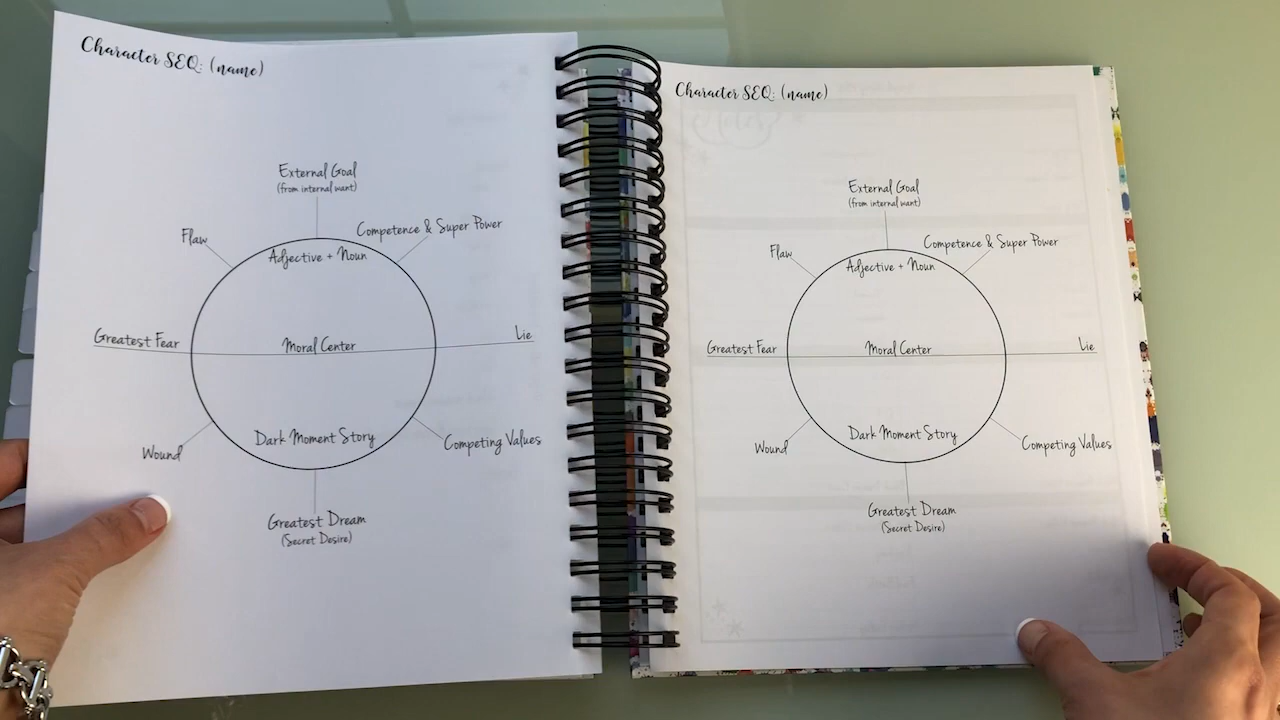 Character SEQ: (name)
External Goal
(from internal want)
Competence & Super Power
Flaw
Adjective + Noun
Greatest Fear
Moral Center
Lie
Dark Moment Story
Wound
Competing Values
Greatest Dream
(Secret Desire)
Character SEQ: (name)
External Goal
(from internal want)
Competence & Super Power
Flaw
Adjective + Noun
Greatest Fear
Moral Center
Lie
Dark Moment Story
Wound
Competing Values
Greatest Dream
(Secret Desire)